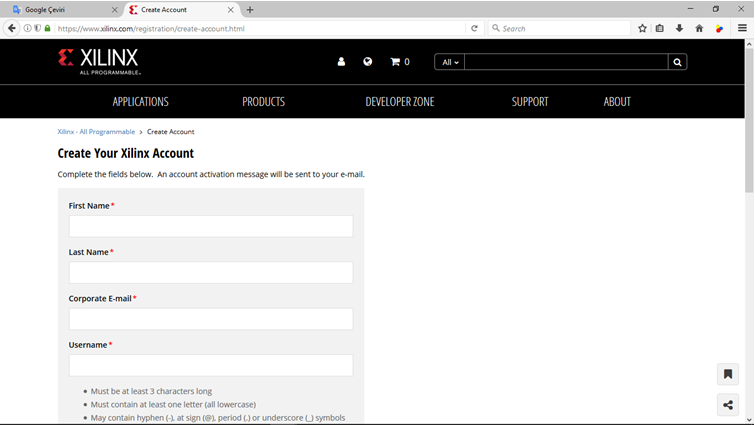 Google Çeviri
Create Account
https://www.xilinx.com/registration/create-account.html
Search
XILINX
ALL PROGRAMMABLE.
0
All
APPLICATIONS
PRODUCTS
DEVELOPER ZONE
SUPPORT
ABOUT
Xilinx - All Programmable > Create Account
Create Your Xilinx Account
Complete the fields below. An account activation message will be sent to your e-mail.
First Name*
Last Name*
Corporate E-mail*
Username*
Must be at least 3 characters long
Must contain at least one letter (all lowercase)
May contain hyphen (-), at sign (@), period (.) or underscore (_) symbols